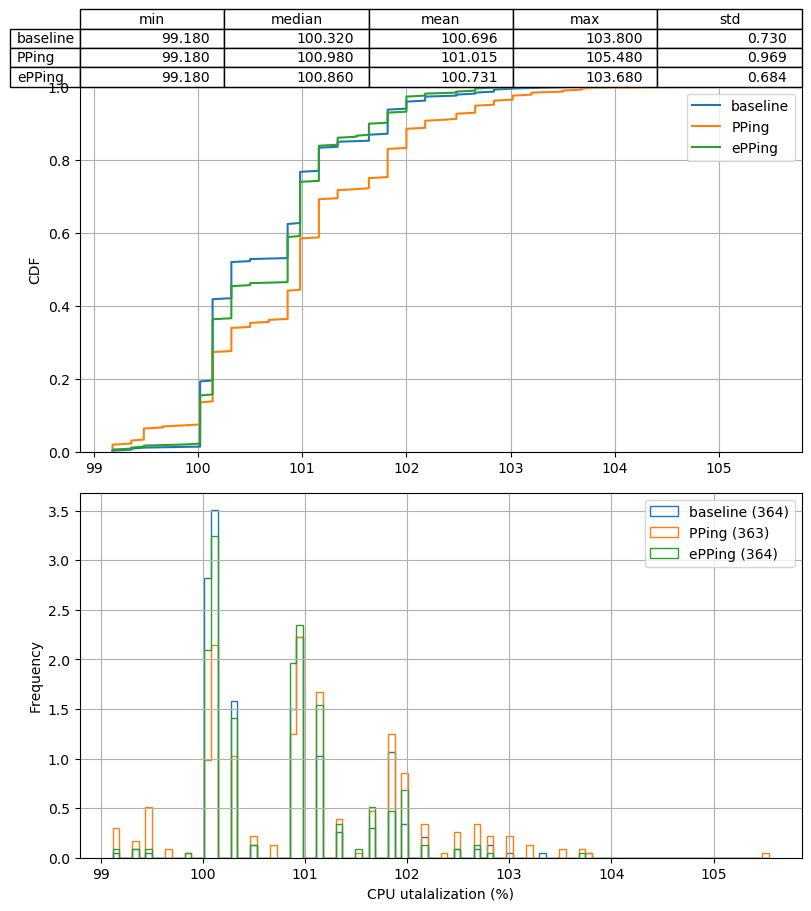 min median mean max std
baseline 99.180 100.320 100.696 103.800 0.730
PPing 99.180 100.980 101.015 105.480 0.969
ePPing 99.180 100.860 100.731 103.680 0.684
1.0
baseline
PPing
ePPing
0.8
0.6
CDF
0.4
0.2
0.0
99 100 101 102 103 104 105
3.5
baseline (364)
PPing (363)
ePPing (364)
3.0
2.5
2.0
Frequency
1.5
1.0
0.5
0.0
99 100 101 102 103 104 105
CPU utalalization (%)